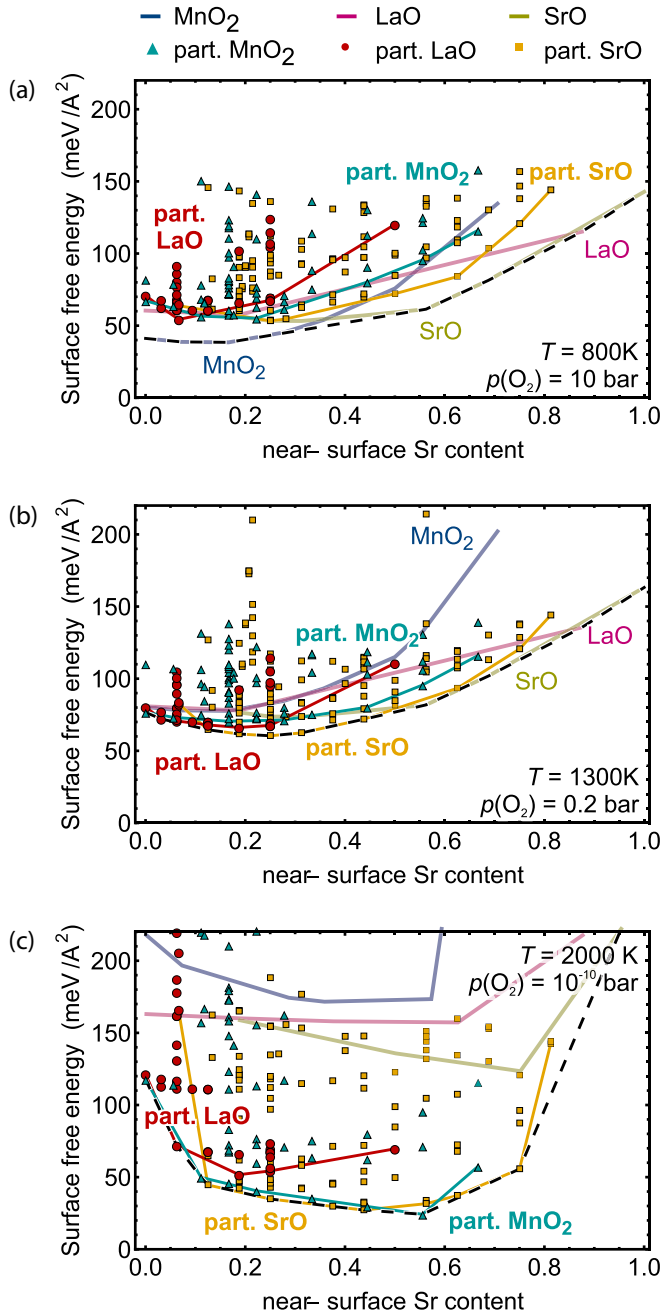 MnO2 LaO SrO
part. MnO2 part. LaO part. SrO
(a)
Surface free energy (meV/A²)
200
150
100
50
0
part. LaO
part. MnO2
part. SrO
LaO
SrO
MnO2
T = 800K
p(O2) = 10 bar
0.0 0.2 0.4 0.6 0.8 1.0
near– surface Sr content
(b)
Surface free energy (meV/A²)
200
150
100
50
0
MnO2
part. MnO2
LaO
SrO
part. LaO
part. SrO
T = 1300K
p(O2) = 0.2 bar
0.0 0.2 0.4 0.6 0.8 1.0
near– surface Sr content
(c)
Surface free energy (meV/A²)
200
150
100
50
0
T = 2000 K
p(O2) = 10⁻¹⁰ bar
part. LaO
part. SrO
part. MnO2
0.0 0.2 0.4 0.6 0.8 1.0
near– surface Sr content